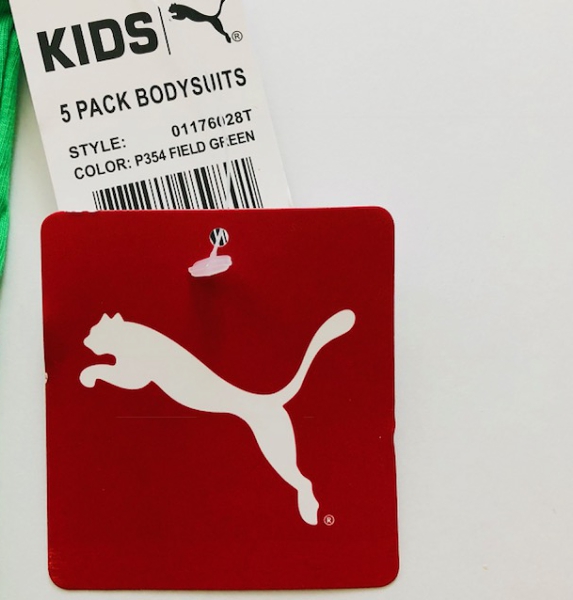 KIDS ®
5 PACK BODYSUITS
STYLE: 01176028T
COLOR: P354 FIELD GREEN
®